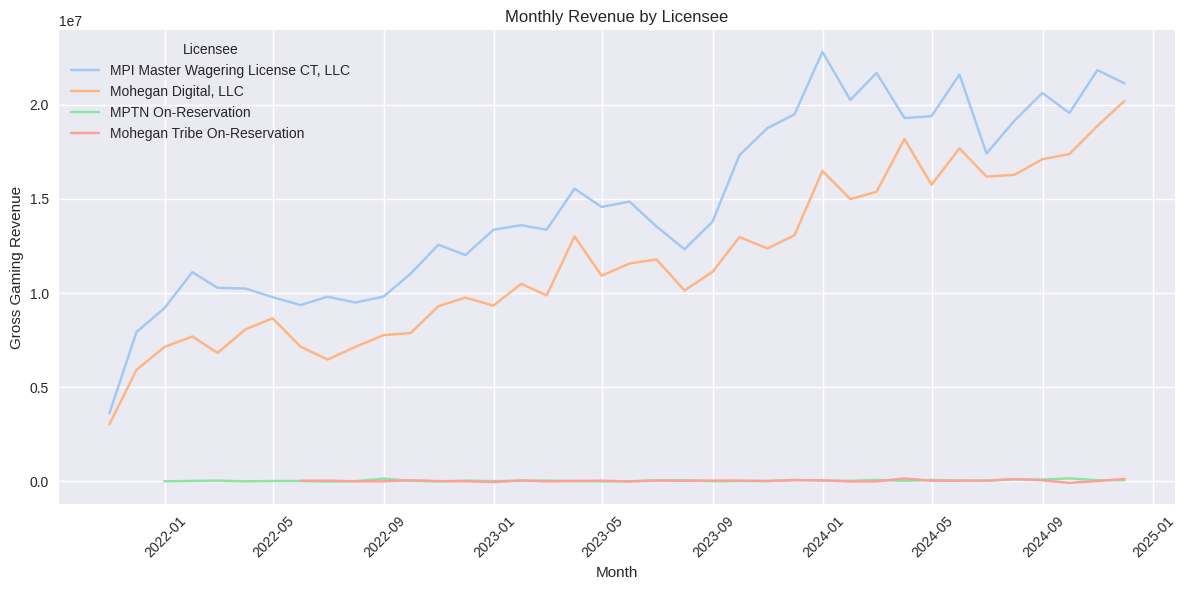 Monthly Revenue by Licensee
1e7
Licensee
MPI Master Wagering License CT, LLC
Mohegan Digital, LLC
MPTN On-Reservation
Mohegan Tribe On-Reservation
Gross Gaming Revenue
2.0
1.5
1.0
0.5
0.0
2022-01
2022-05
2022-09
2023-01
2023-05
2023-09
2024-01
2024-05
2024-09
2025-01
Month